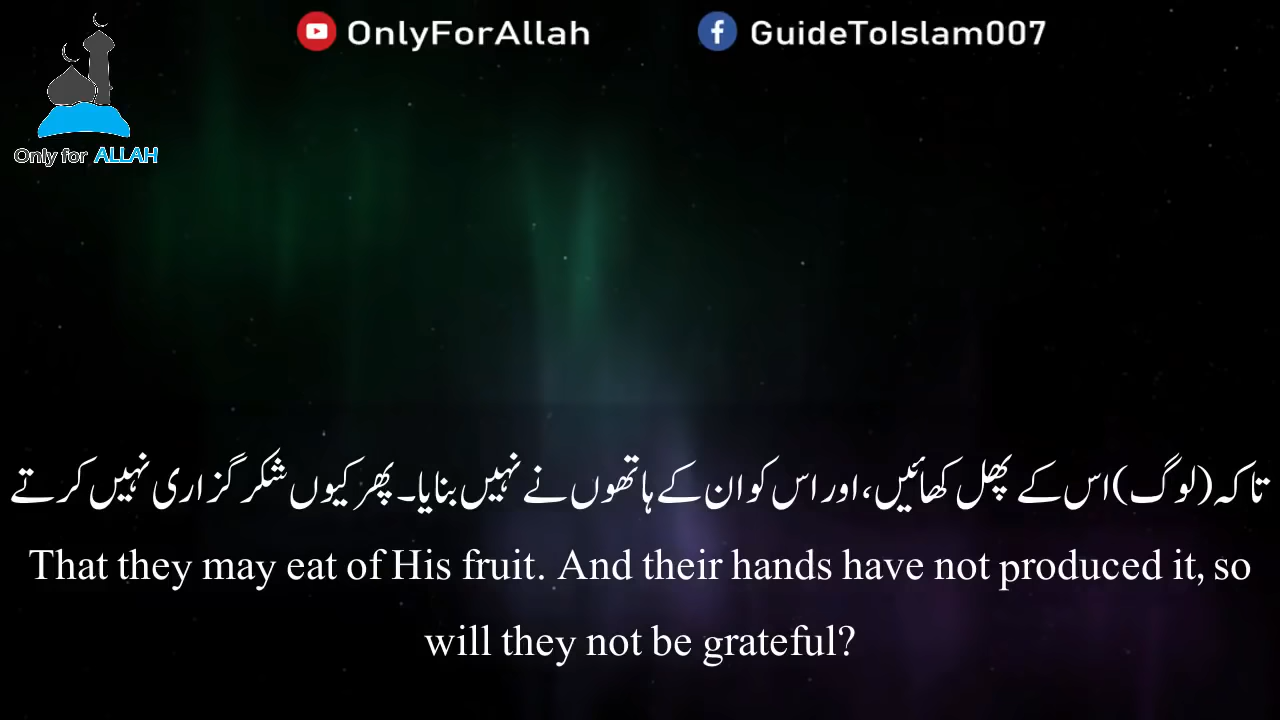 OnlyForAllah
GuideToIslam007
Only for ALLAH
تاکہ (لوگ) اس کے پھل کھائیں، اور اس کو ان کے ہاتھوں نے نہیں بنایا۔ پھر کیوں شکر گزاری نہیں کرتے
That they may eat of His fruit. And their hands have not produced it, so
will they not be grateful?